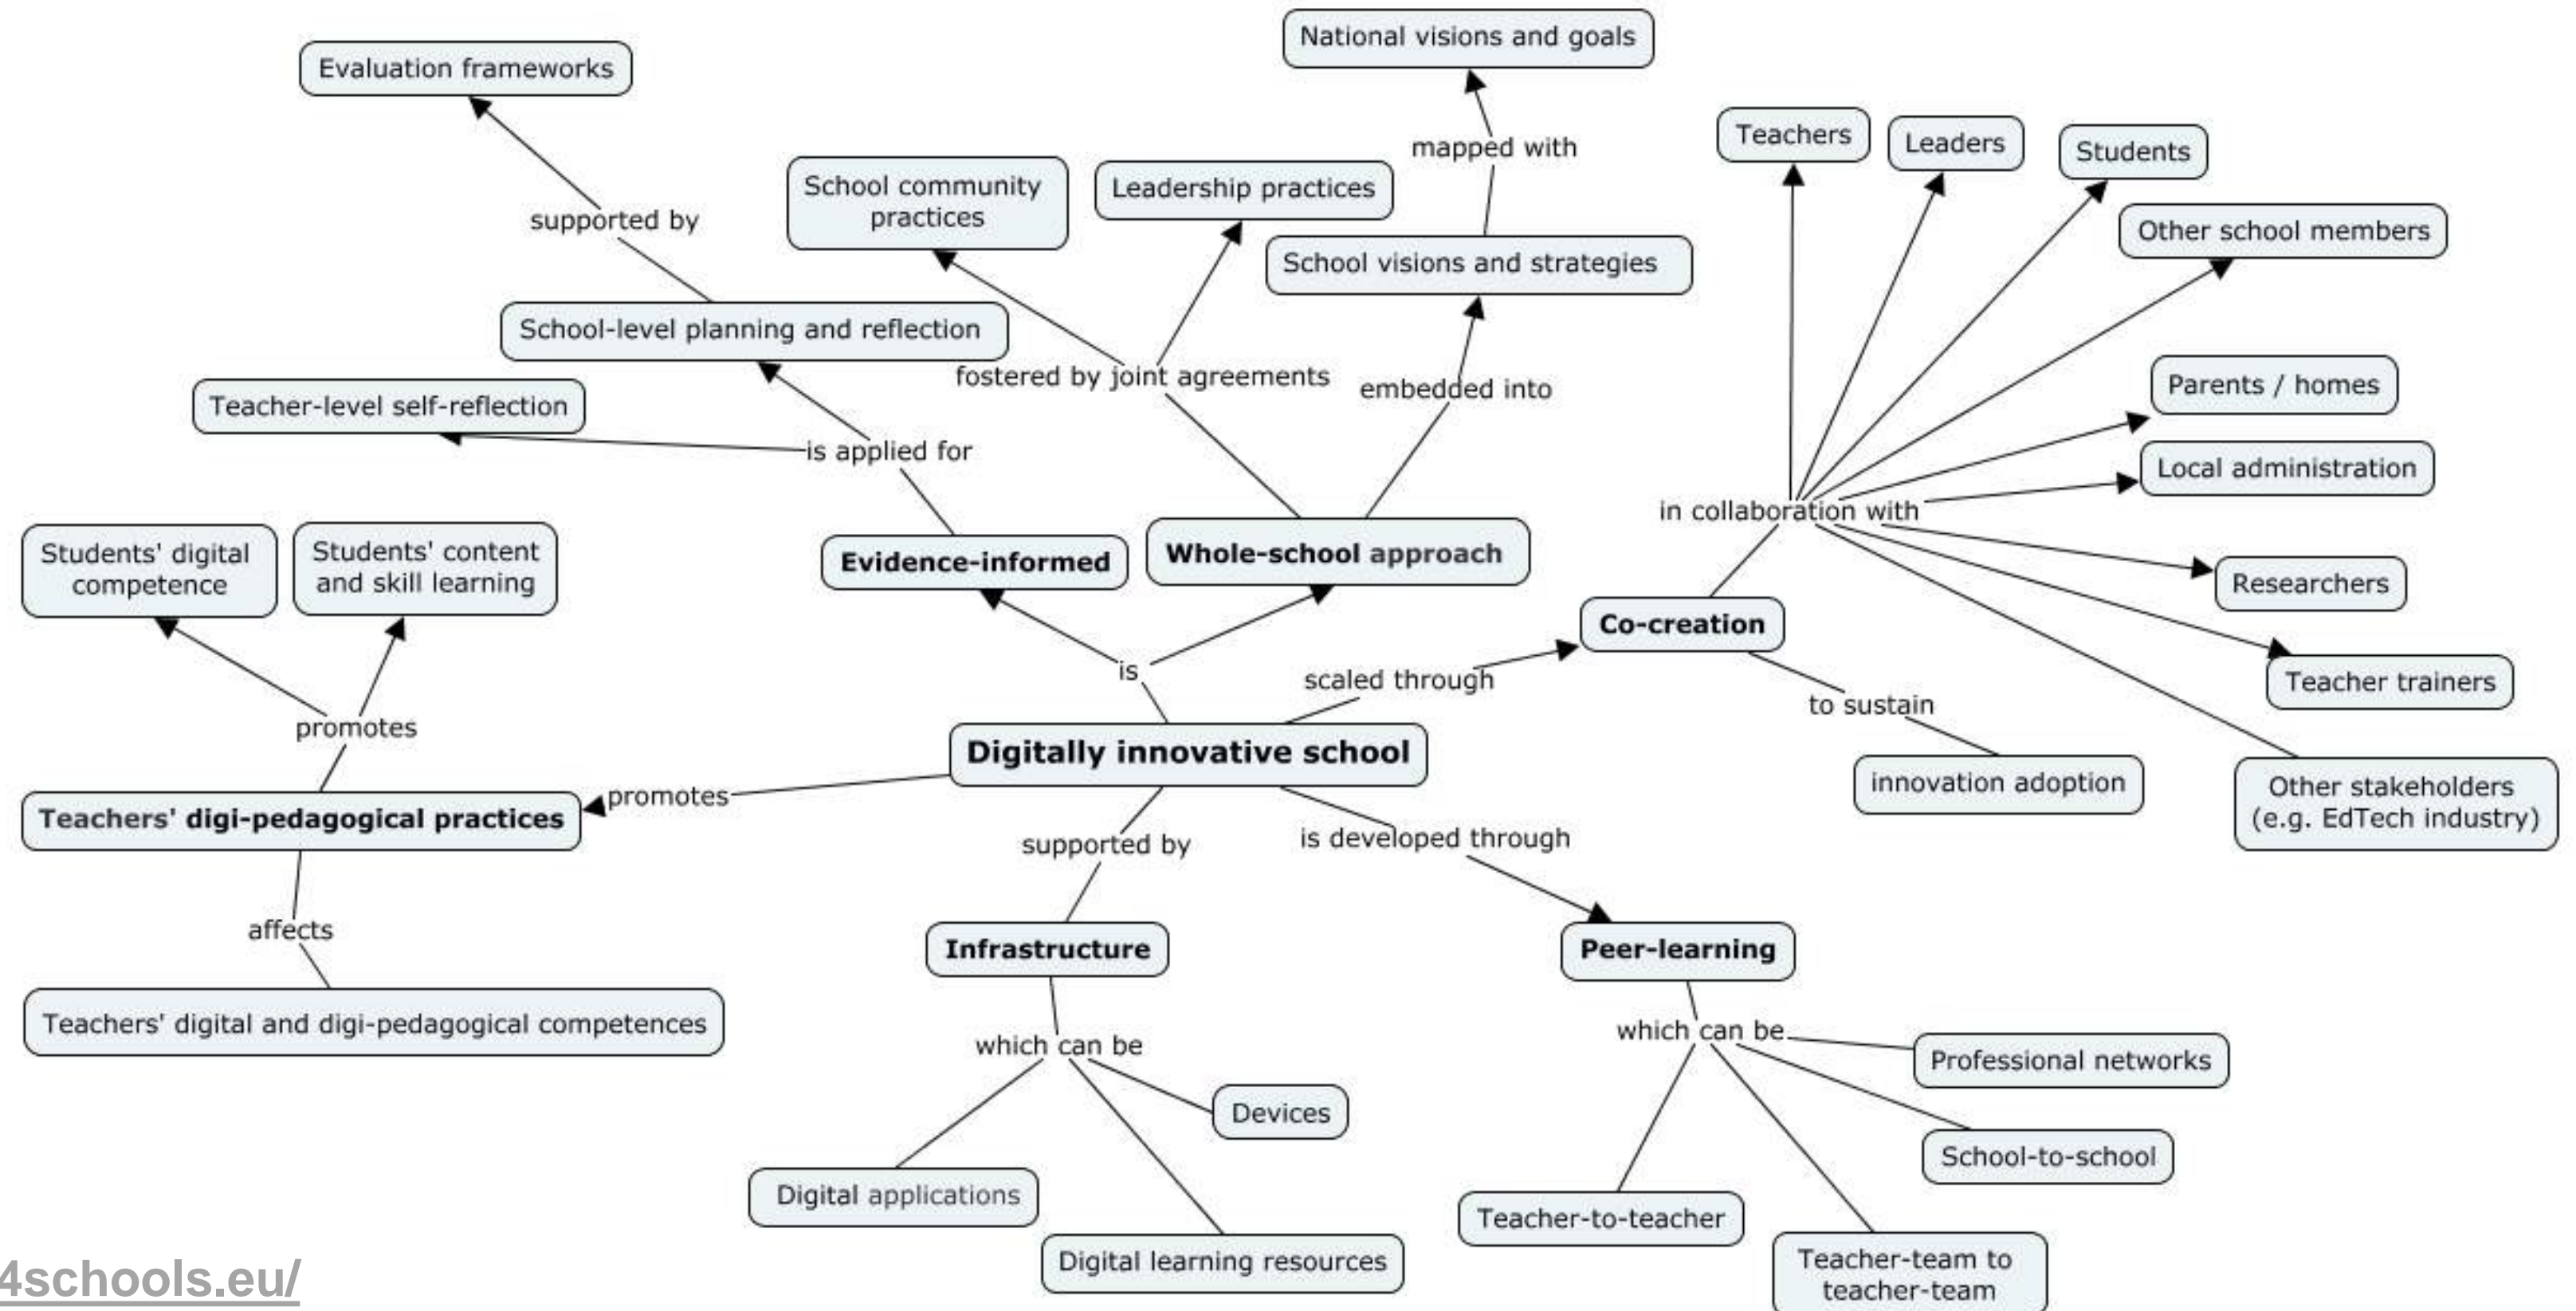 National visions and goals
Evaluation frameworks
Teachers
Leaders
Students
mapped with
School community
practices
Leadership practices
supported by
Other school members
School visions and strategies
School-level planning and reflection
fostered by joint agreements
embedded into
Parents / homes
Teacher-level self-reflection
is applied for
Local administration
in collaboration with
Students' digital
competence
Students' content
and skill learning
Evidence-informed
Whole-school approach
Researchers
Co-creation
is
scaled through
Teacher trainers
to sustain
promotes
Digitally innovative school
innovation adoption
Other stakeholders
(e.g. EdTech industry)
promotes
Teachers' digi-pedagogical practices
supported by
is developed through
affects
Infrastructure
Peer-learning
Teachers' digital and digi-pedagogical competences
which can be
which can be
Professional networks
Devices
School-to-school
Digital applications
Teacher-to-teacher
Digital learning resources
Teacher-team to
teacher-team
4schools.eu/